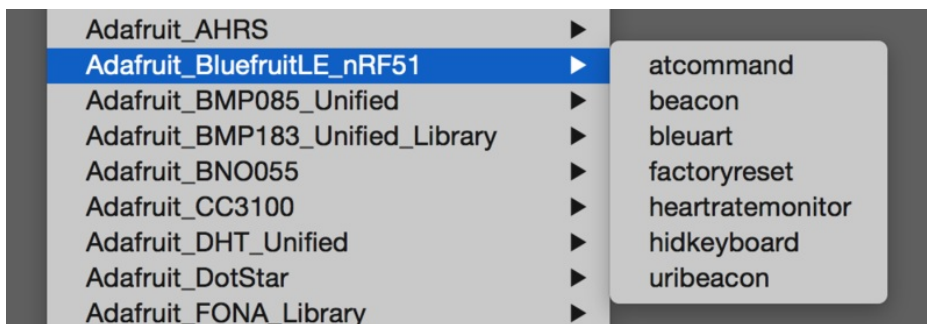 Adafruit_AHRS
Adafruit_BluefruitLE_nRF51
Adafruit_BMP085_Unified
Adafruit_BMP183_Unified_Library
Adafruit_BNO055
Adafruit_CC3100
Adafruit_DHT_Unified
Adafruit_DotStar
Adafruit_FONA_Library
atcommand
beacon
bleuart
factoryreset
heartratemonitor
hidkeyboard
uribeacon